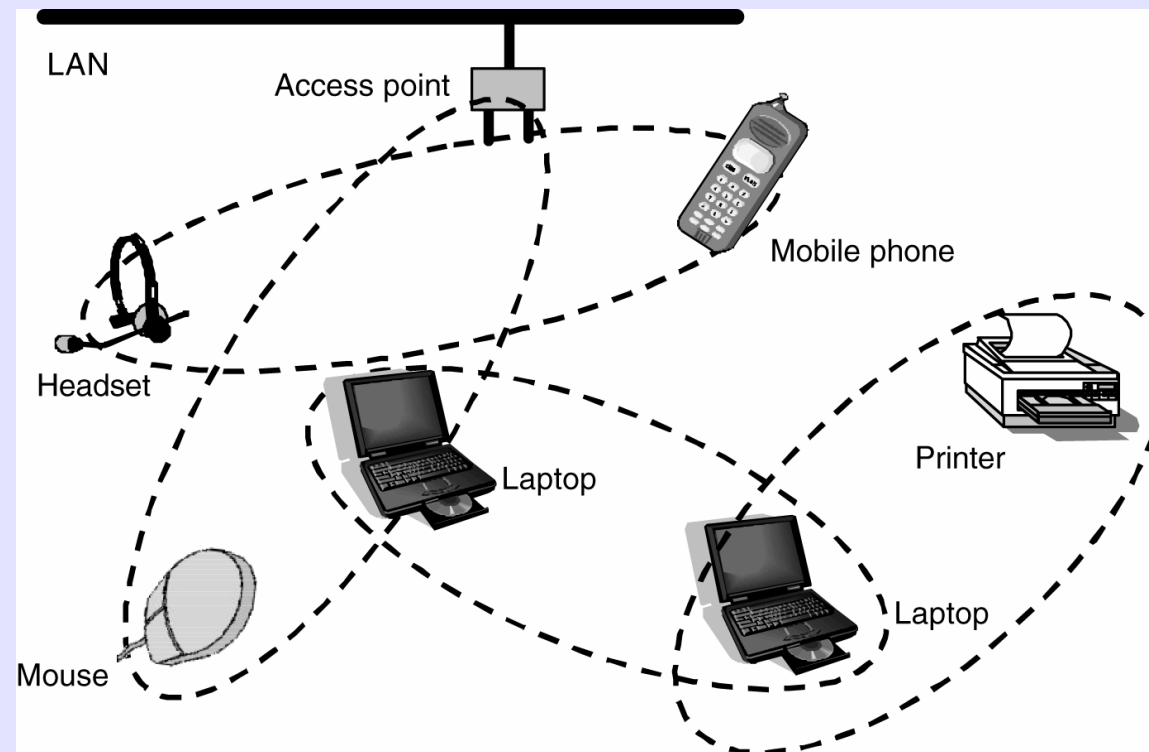 LAN
Access point
Mobile phone
Headset
Printer
Laptop
Laptop
Mouse